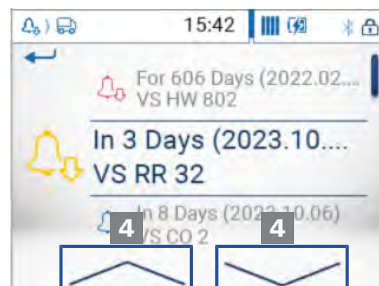 15:42
For 606 Days (2022.02....
VS HW 802
In 3 Days (2023.10....
VS RR 32
In 8 Days (2023.10.06)
VS CO 2
4 4